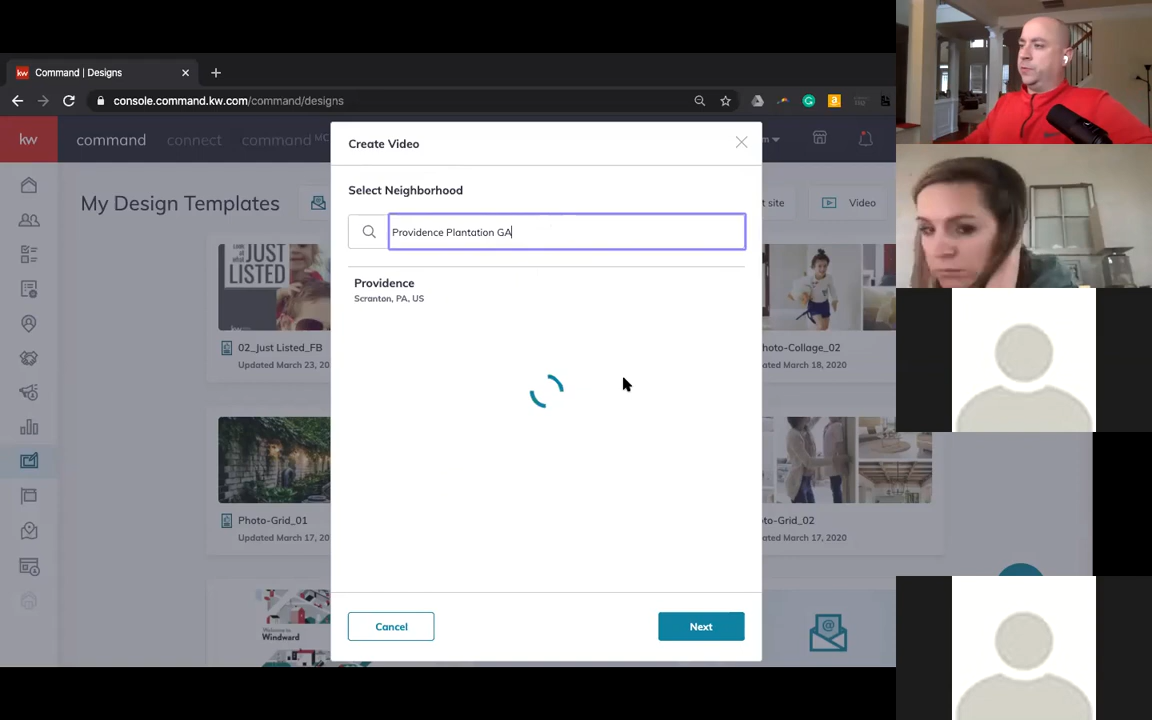 kw Command | Designs
console.command.kw.com/command/designs
kw command connect command MC
My Design Templates
t site
Video
JUST
LISTED
02_Just Listed_FB
Updated March 23, 20
hoto-Collage_02
ated March 18, 2020
Photo-Grid_01
Updated March 17, 20
to-Grid_02
ated March 17, 2020
Welcome to
Windward
Create Video
Select Neighborhood
Providence Plantation GA
Providence
Scranton, PA, US
Cancel
Next